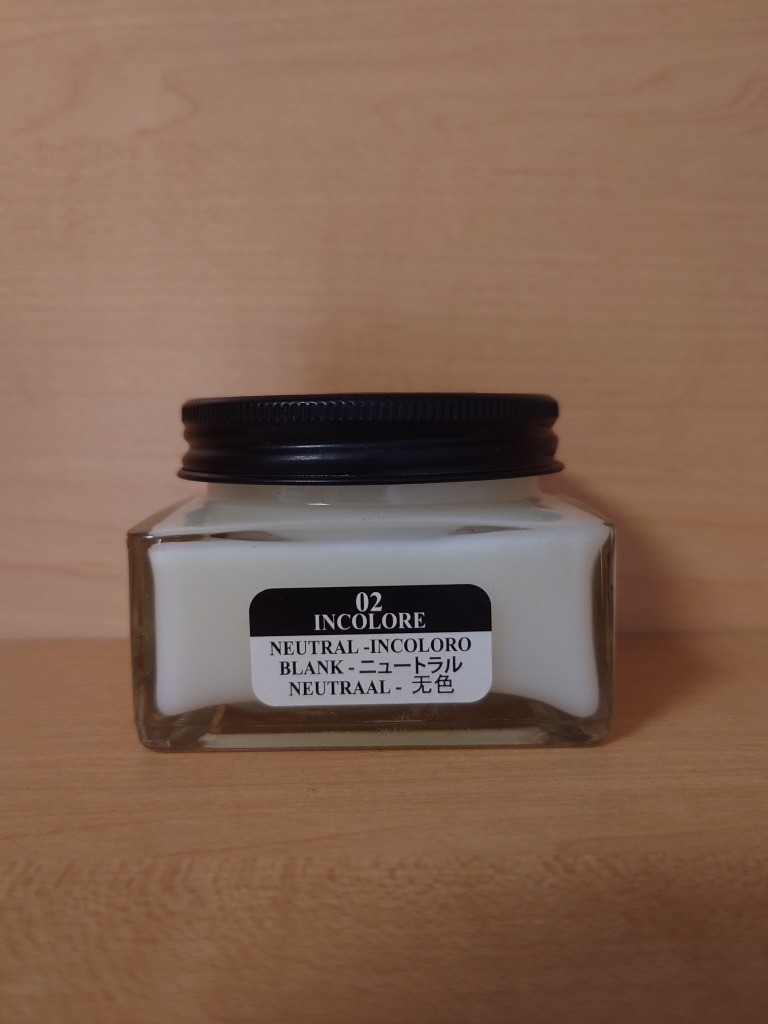 02
INCOLORE
NEUTRAL -INCOLORO
BLANK - ニュートラル
NEUTRAAL - 无色